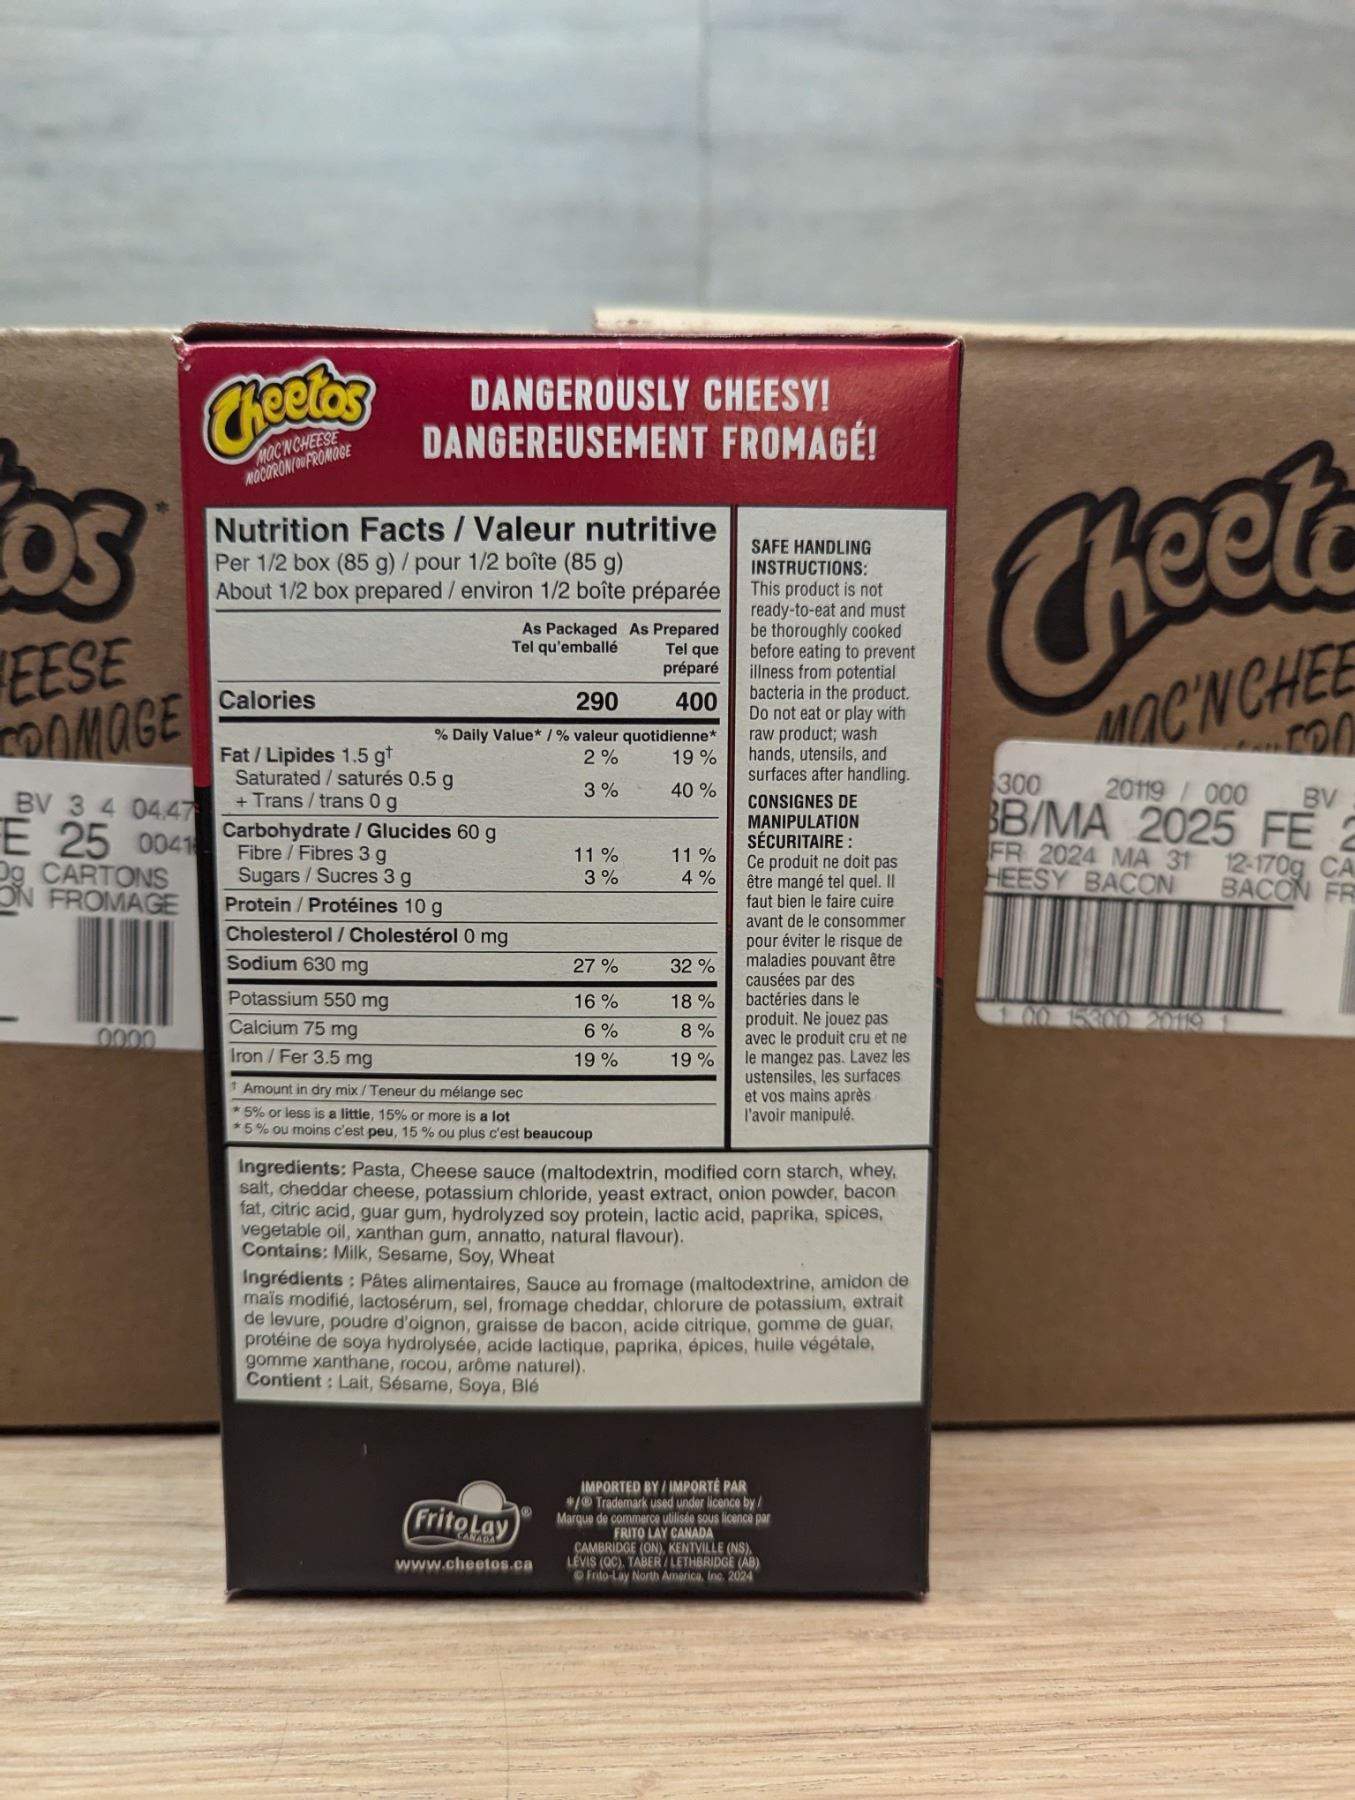 Cheetos
MAC'N CHEESE
MACARONI AU FROMAGE
DANGEROUSLY CHEESY!
DANGEREUSEMENT FROMAGÉ!
Nutrition Facts / Valeur nutritive
Per 1/2 box (85 g) / pour 1/2 boîte (85 g)
About 1/2 box prepared / environ 1/2 boîte préparée
As Packaged As Prepared
Tel qu'emballé Tel que
préparé
Calories 290 400
% Daily Value* / % valeur quotidienne*
Fat / Lipides 1.5 g† 2 % 19 %
Saturated / saturés 0.5 g
+ Trans / trans 0 g 3 % 40 %
Carbohydrate / Glucides 60 g
Fibre / Fibres 3 g 11 % 11 %
Sugars / Sucres 3 g 3 % 4 %
Protein / Protéines 10 g
Cholesterol / Cholestérol 0 mg
Sodium 630 mg 27 % 32 %
Potassium 550 mg 16 % 18 %
Calcium 75 mg 6 % 8 %
Iron / Fer 3.5 mg 19 % 19 %
† Amount in dry mix / Teneur du mélange sec
* 5% or less is a little, 15% or more is a lot
* 5 % ou moins c'est peu, 15 % ou plus c'est beaucoup
SAFE HANDLING
INSTRUCTIONS:
This product is not
ready-to-eat and must
be thoroughly cooked
before eating to prevent
illness from potential
bacteria in the product.
Do not eat or play with
raw product; wash
hands, utensils, and
surfaces after handling.
CONSIGNES DE
MANIPULATION
SÉCURITAIRE :
Ce produit ne doit pas
être mangé tel quel. Il
faut bien le faire cuire
avant de le consommer
pour éviter le risque de
maladies pouvant être
causées par des
bactéries dans le
produit. Ne jouez pas
avec le produit cru et ne
le mangez pas. Lavez les
ustensiles, les surfaces
et vos mains après
l'avoir manipulé.
Ingredients: Pasta, Cheese sauce (maltodextrin, modified corn starch, whey,
salt, cheddar cheese, potassium chloride, yeast extract, onion powder, bacon
fat, citric acid, guar gum, hydrolyzed soy protein, lactic acid, paprika, spices,
vegetable oil, xanthan gum, annatto, natural flavour).
Contains: Milk, Sesame, Soy, Wheat
Ingrédients : Pâtes alimentaires, Sauce au fromage (maltodextrine, amidon de
maïs modifié, lactosérum, sel, fromage cheddar, chlorure de potassium, extrait
de levure, poudre d'oignon, graisse de bacon, acide citrique, gomme de guar,
protéine de soya hydrolysée, acide lactique, paprika, épices, huile végétale,
gomme xanthane, rocou, arôme naturel).
Contient : Lait, Sésame, Soya, Blé
FritoLay®
CANADA
www.cheetos.ca
IMPORTED BY / IMPORTÉ PAR
*/® Trademark used under licence by /
Marque de commerce utilisée sous licence par
FRITO LAY CANADA
CAMBRIDGE (ON), KENTVILLE (NS),
LÉVIS (QC), TABER / LETHBRIDGE (AB)
© Frito-Lay North America, Inc. 2024
tos
HEESE
FROMAGE
BV 3 4 04:47
FE 25 0041
0g CARTONS
ON FROMAGE
0000
Cheeto
MAC'N CHEE
FRO
5300 20119 / 000 BV
BB/MA 2025 FE 2
FR 2024 MA 31 12-170g CA
HEESY BACON BACON FR
1 00 15300 20119 1